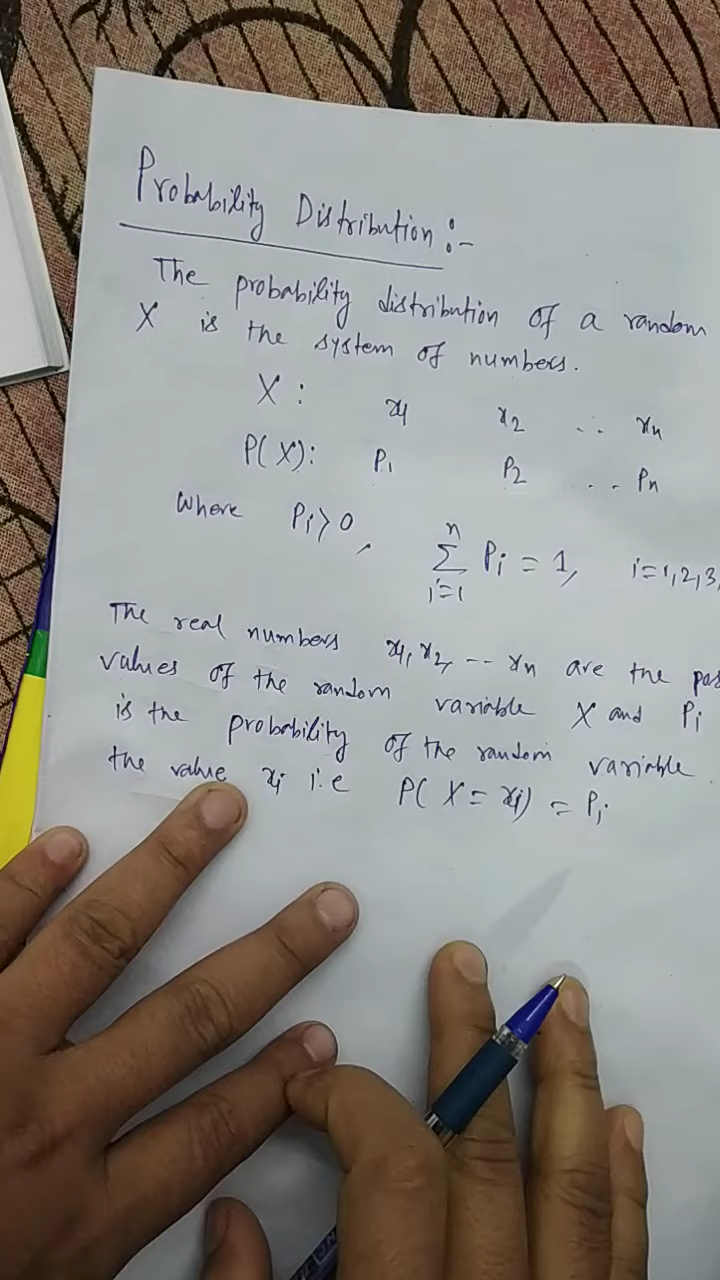 Probability Distribution :-
The probability distribution of a random
X is the system of numbers.
X : x1 x2 ... xn
P(X): P1 P2 ... Pn
where Pi > 0, n∑i=1 Pi = 1, i=1,2,3,
The real numbers x1, x2, -- xn are the
values of the random variable X and Pi
is the probability of the random variable
the value xi i.e P( X = xi) = Pi